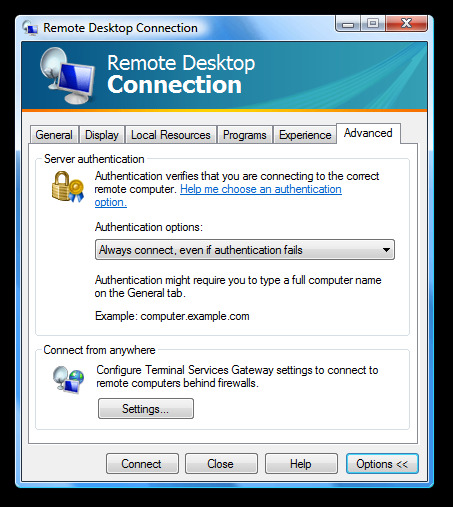 Remote Desktop Connection
Remote Desktop
Connection
General Display Local Resources Programs Experience Advanced
Server authentication
Authentication verifies that you are connecting to the correct
remote computer. Help me choose an authentication
option.
Authentication options:
Always connect, even if authentication fails
Authentication might require you to type a full computer name
on the General tab.
Example: computer.example.com
Connect from anywhere
Configure Terminal Services Gateway settings to connect to
remote computers behind firewalls.
Settings...
Connect Close Help Options <<